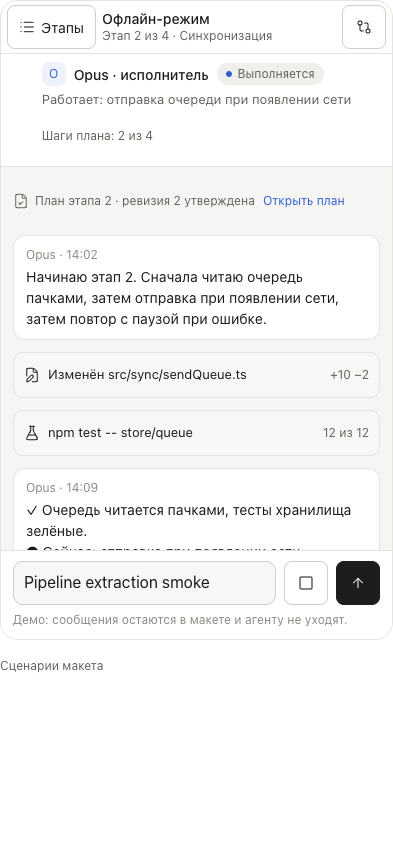 Этапы
Офлайн-режим
Этап 2 из 4 · Синхронизация
O
Opus · исполнитель
Выполняется
Работает: отправка очереди при появлении сети
Шаги плана: 2 из 4
План этапа 2 · ревизия 2 утверждена Открыть план
Opus · 14:02
Начинаю этап 2. Сначала читаю очередь
пачками, затем отправка при появлении сети,
затем повтор с паузой при ошибке.
Изменён src/sync/sendQueue.ts +10 −2
npm test -- store/queue 12 из 12
Opus · 14:09
✓ Очередь читается пачками, тесты хранилища
зелёные.
Pipeline extraction smoke
Демо: сообщения остаются в макете и агенту не уходят.
Сценарии макета